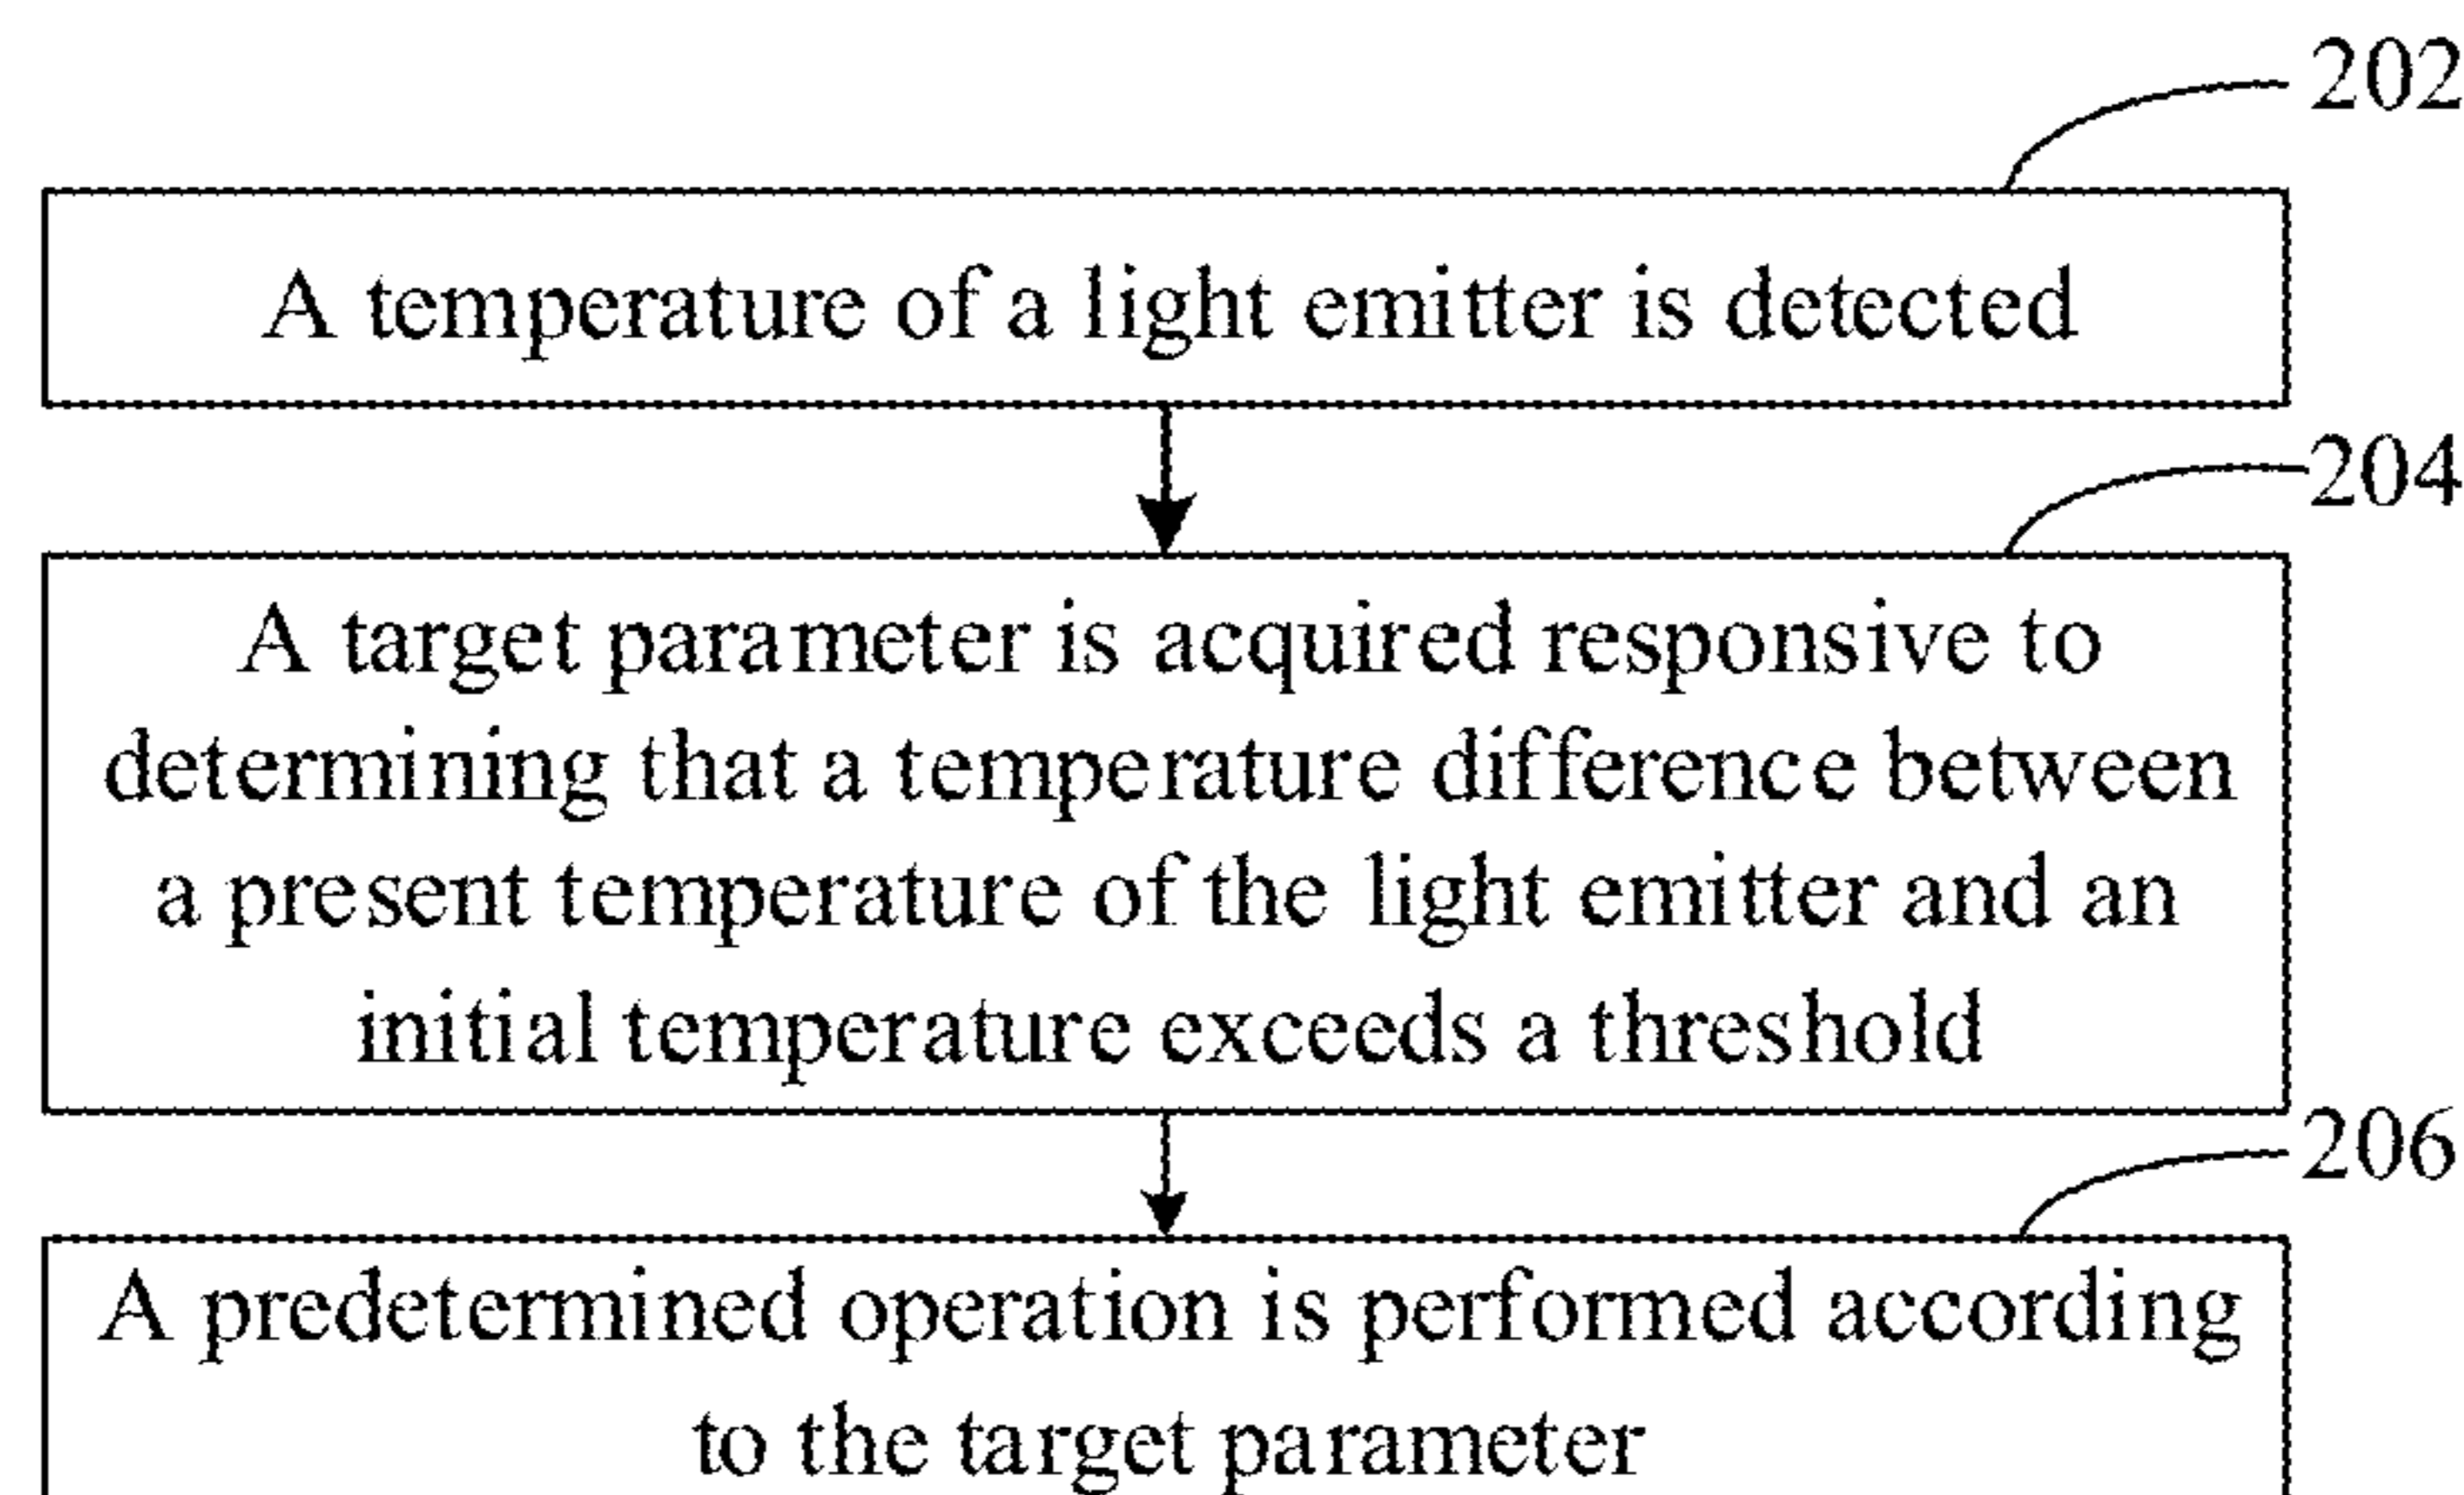 202
A temperature of a light emitter is detected
204
A target parameter is acquired responsive to
determining that a temperature difference between
a present temperature of the light emitter and an
initial temperature exceeds a threshold
206
A predetermined operation is performed according
to the target parameter